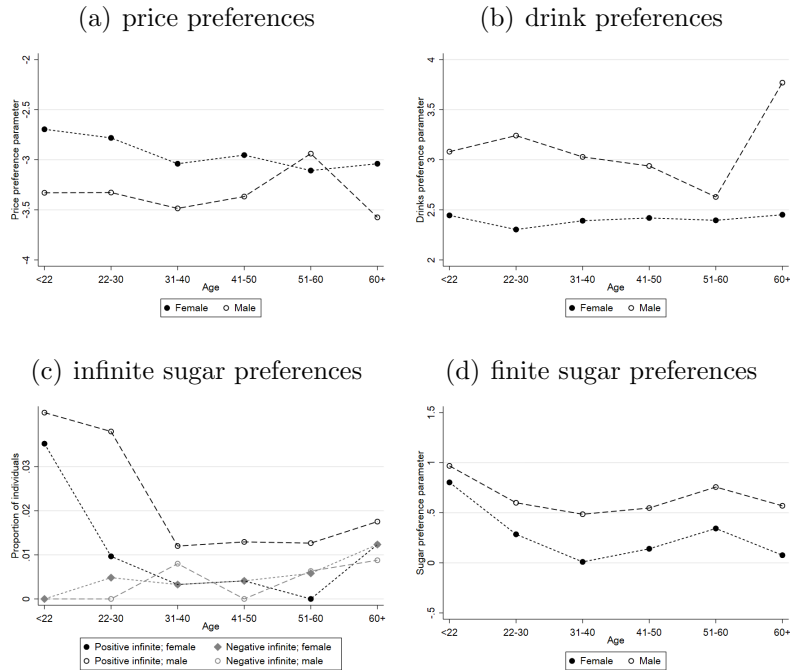 (a) price preferences
Price preference parameter
-2
-2.5
-3
-3.5
-4
<22 22-30 31-40 41-50 51-60 60+
Age
Female Male
(b) drink preferences
Drinks preference parameter
4
3.5
3
2.5
2
<22 22-30 31-40 41-50 51-60 60+
Age
Female Male
(c) infinite sugar preferences
Proportion of individuals
.03
.02
.01
0
<22 22-30 31-40 41-50 51-60 60+
Age
Positive infinite; female Negative infinite; female
Positive infinite; male Negative infinite; male
(d) finite sugar preferences
Sugar preference parameter
1.5
1
.5
0
-.5
<22 22-30 31-40 41-50 51-60 60+
Age
Female Male